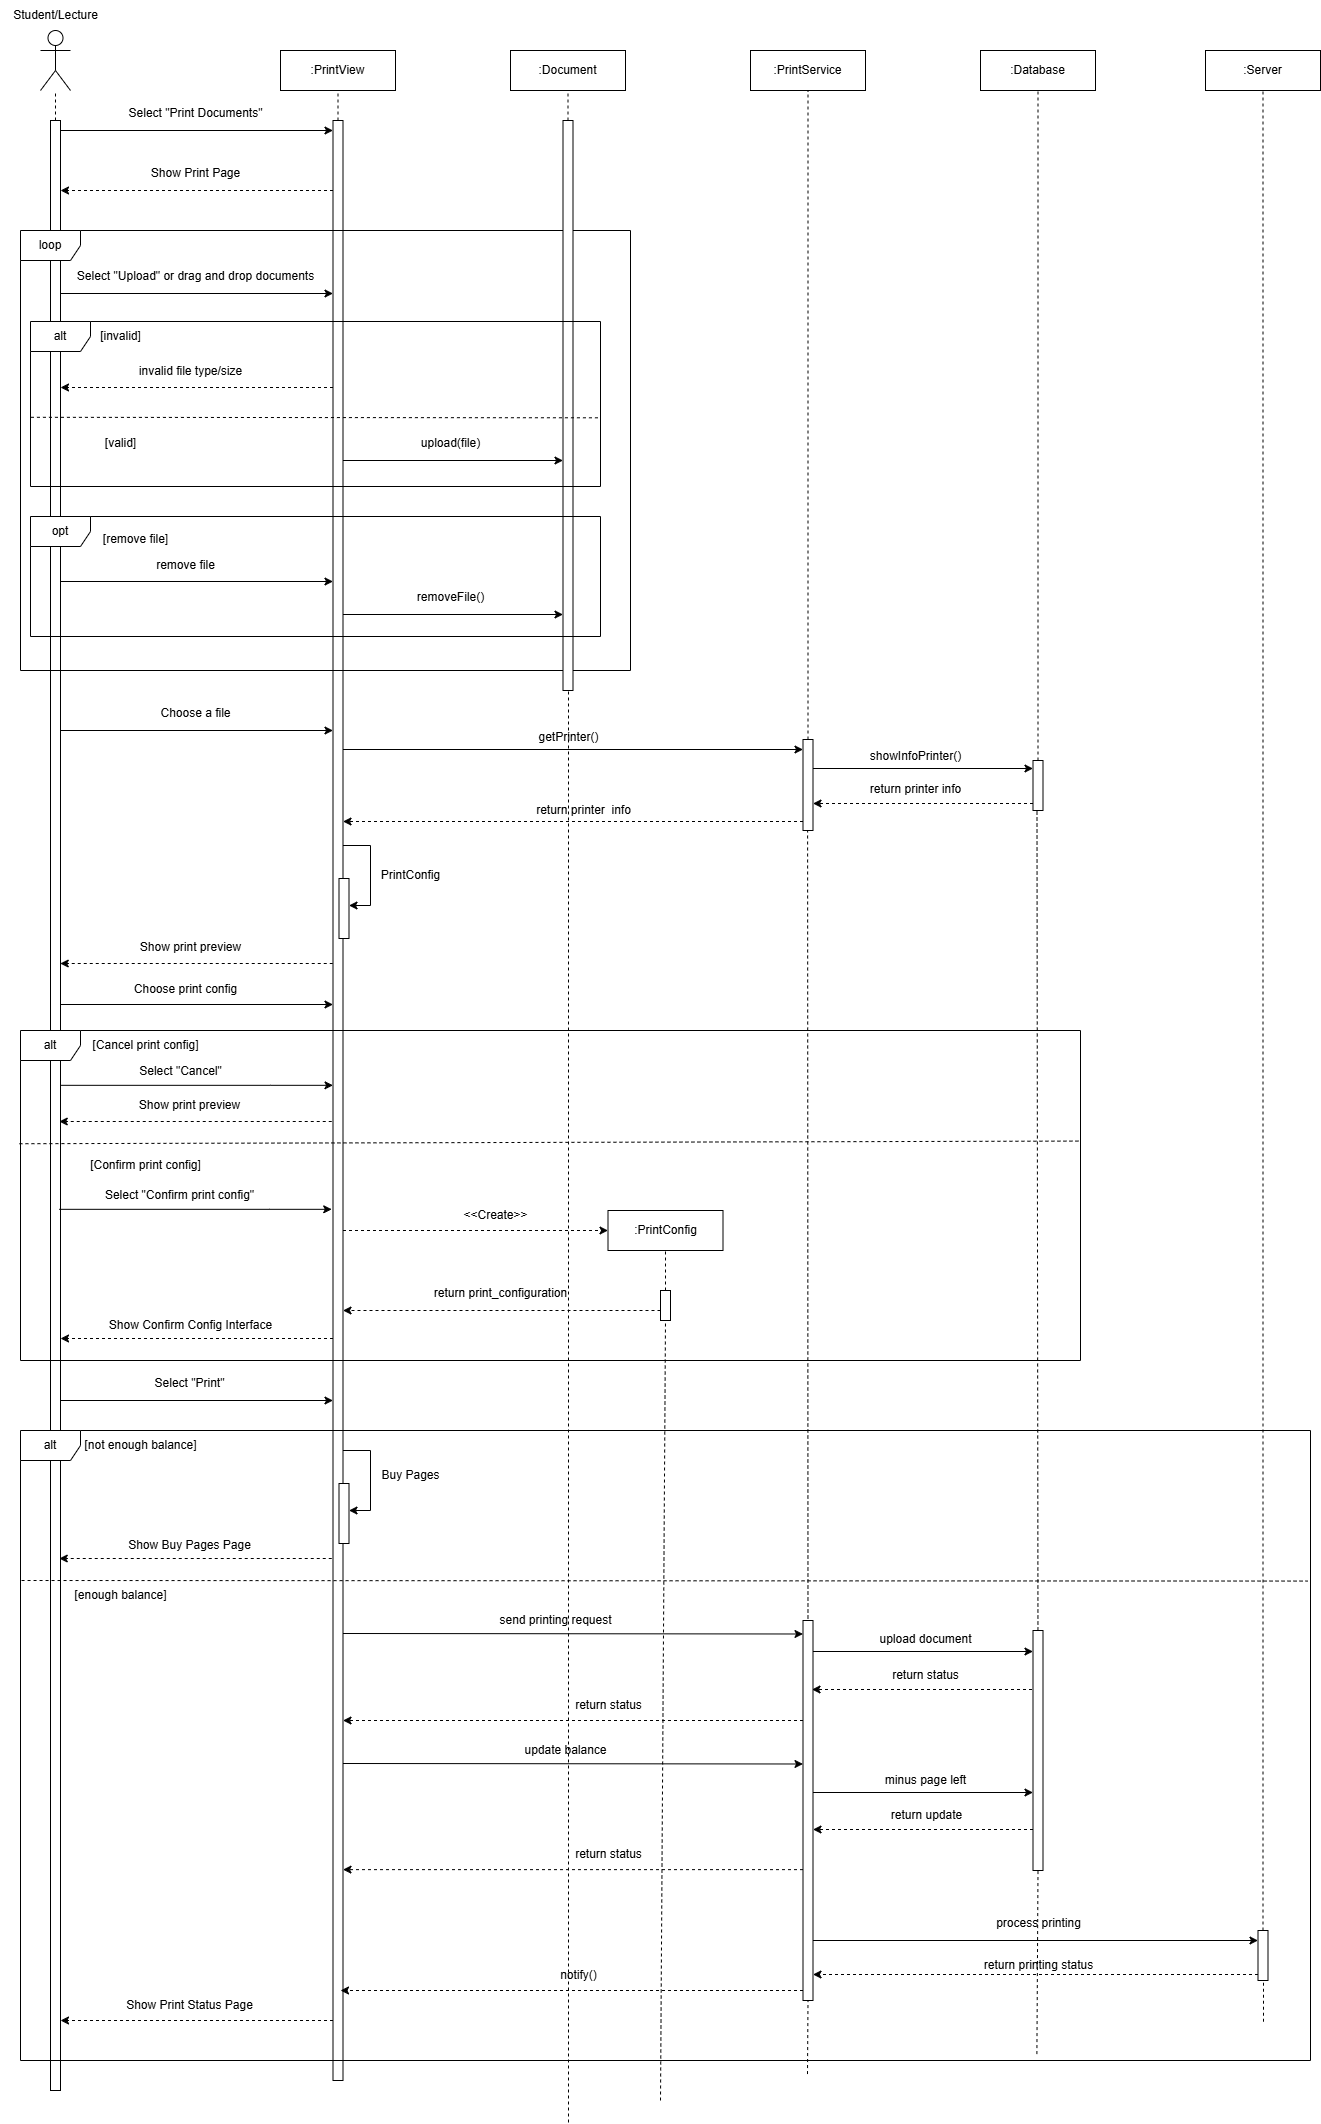 Student/Lecture
:PrintView
:Document
:PrintService
:Database
:Server
Select "Print Documents"
Show Print Page
loop
Select "Upload" or drag and drop documents
alt
[invalid]
invalid file type/size
[valid]
upload(file)
opt
[remove file]
remove file
removeFile()
Choose a file
getPrinter()
showInfoPrinter()
return printer info
return printer  info
PrintConfig
Show print preview
Choose print config
alt
[Cancel print config]
Select "Cancel"
Show print preview
[Confirm print config]
Select "Confirm print config"
<<Create>>
:PrintConfig
return print_configuration
Show Confirm Config Interface
Select "Print"
alt
[not enough balance]
Buy Pages
Show Buy Pages Page
[enough balance]
send printing request
upload document
return status
return status
update balance
minus page left
return update
return status
process printing
return printing status
notify()
Show Print Status Page